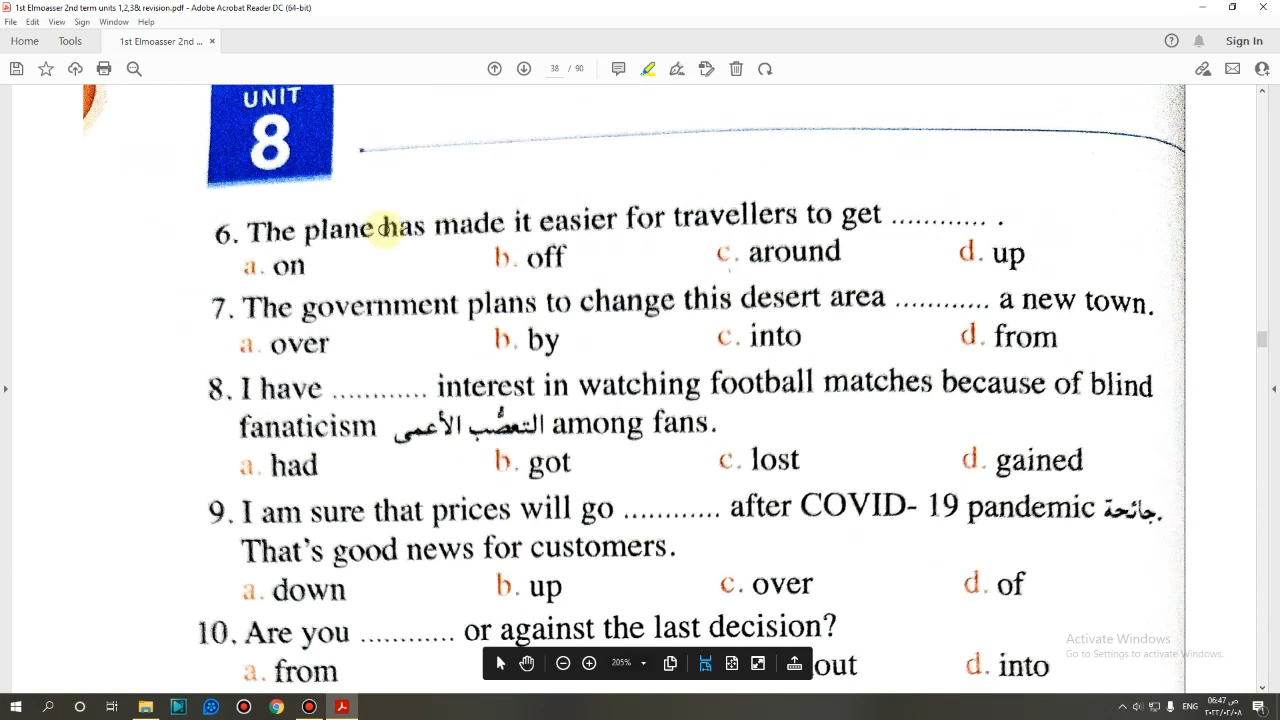 1st Elmoasser 2nd term units 1,2,3& revision.pdf - Adobe Acrobat Reader DC (64-bit)
File Edit View Sign Window Help
Home Tools 1st Elmoasser 2nd ... × Sign In
38 / 90
UNIT
8
6. The plane has made it easier for travellers to get ............ .
a. on b. off c. around d. up
7. The government plans to change this desert area ............ a new town.
a. over b. by c. into d. from
8. I have ............ interest in watching football matches because of blind
fanaticism التعصُّب الأعمى among fans.
a. had b. got c. lost d. gained
9. I am sure that prices will go ............ after COVID- 19 pandemic جائحة.
That's good news for customers.
a. down b. up c. over d. of
10. Are you ............ or against the last decision?
a. from out d. into
205%
Activate Windows
Go to Settings to activate Windows.
06:47 ص
٢٠٢٢/٠٢/٠٨